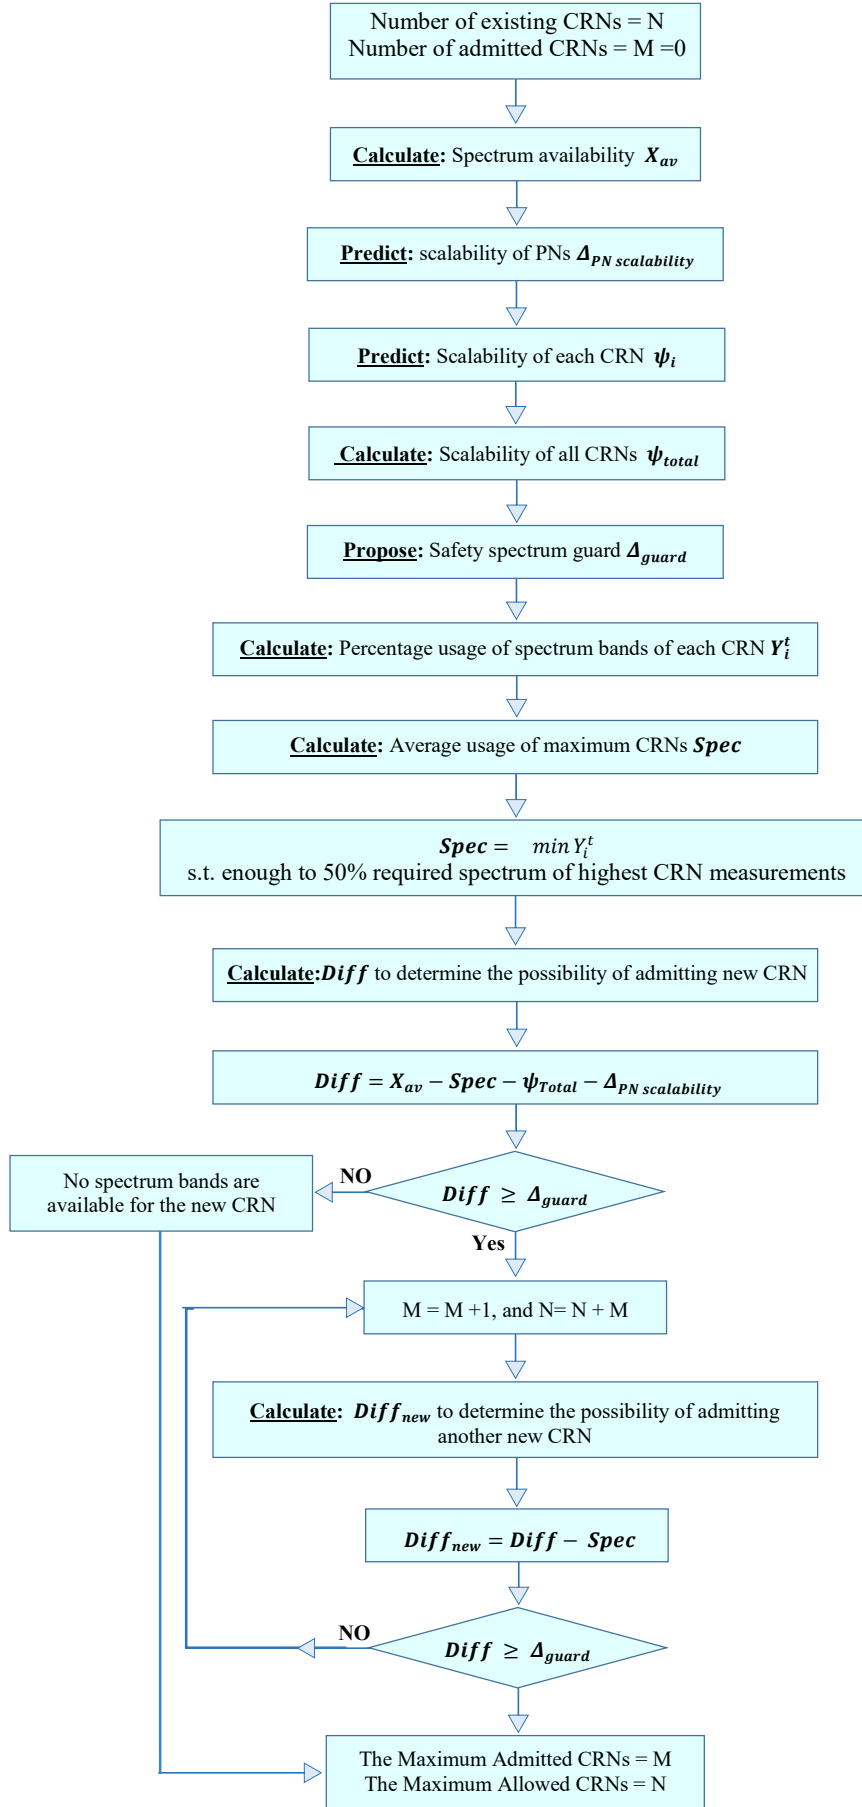 Number of existing CRNs = N
Number of admitted CRNs = M =0
Calculate: Spectrum availability X_av
Predict: scalability of PNs Δ_PN scalability
Predict: Scalability of each CRN ψ_i
Calculate: Scalability of all CRNs ψ_total
Propose: Safety spectrum guard Δ_guard
Calculate: Percentage usage of spectrum bands of each CRN Y_i^t
Calculate: Average usage of maximum CRNs Spec
Spec = min Y_i^t
s.t. enough to 50% required spectrum of highest CRN measurements
Calculate:Diff to determine the possibility of admitting new CRN
Diff = X_av − Spec − ψ_Total − Δ_PN scalability
No spectrum bands are
available for the new CRN
NO
Diff ≥ Δ_guard
Yes
M = M +1, and N= N + M
Calculate: Diff_new to determine the possibility of admitting
another new CRN
Diff_new = Diff − Spec
NO
Diff ≥ Δ_guard
The Maximum Admitted CRNs = M
The Maximum Allowed CRNs = N